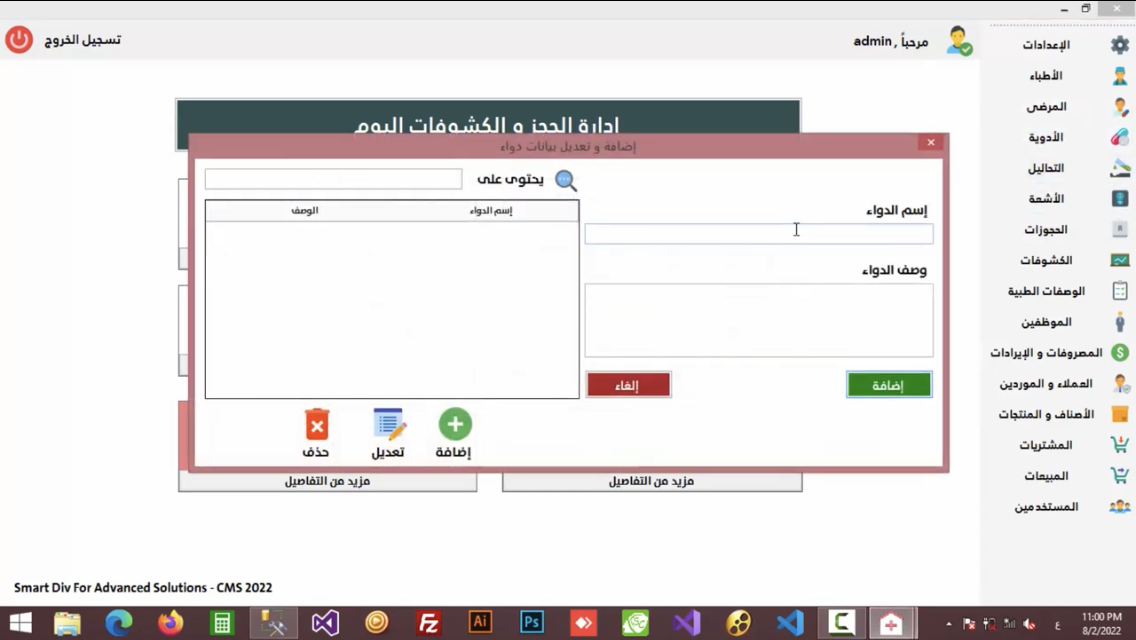 مرحباً , admin
تسجيل الخروج
الإعدادات
الأطباء
المرضى
الأدوية
التحاليل
الأشعة
الحجوزات
الكشوفات
الوصفات الطبية
الموظفين
المصروفات و الإيرادات
العملاء و الموردين
الأصناف و المنتجات
المشتريات
المبيعات
المستخدمين
إدارة الحجز و الكشوفات اليوم
إضافة و تعديل بيانات دواء
يحتوى على
إسم الدواء
الوصف
إسم الدواء
وصف الدواء
إضافة
إلغاء
إضافة
تعديل
حذف
مزيد من التفاصيل
مزيد من التفاصيل
Smart Div For Advanced Solutions - CMS 2022
Fz
Ai
Ps
C
ع
11:00 PM
8/2/2022